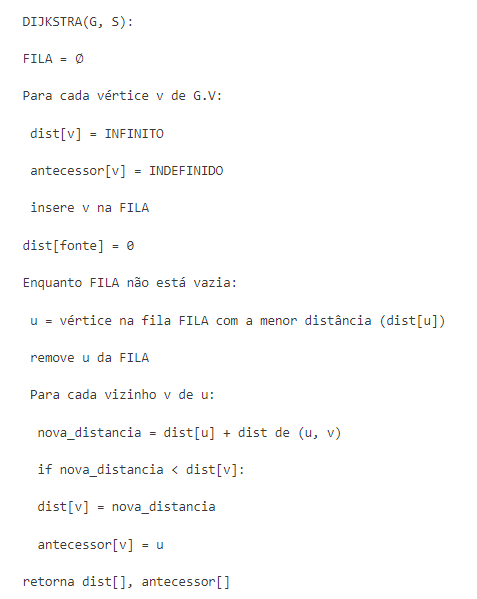 DIJKSTRA(G, S):
FILA = Ø
Para cada vértice v de G.V:
dist[v] = INFINITO
antecessor[v] = INDEFINIDO
insere v na FILA
dist[fonte] = 0
Enquanto FILA não está vazia:
u = vértice na fila FILA com a menor distância (dist[u])
remove u da FILA
Para cada vizinho v de u:
nova_distancia = dist[u] + dist de (u, v)
if nova_distancia < dist[v]:
dist[v] = nova_distancia
antecessor[v] = u
retorna dist[], antecessor[]